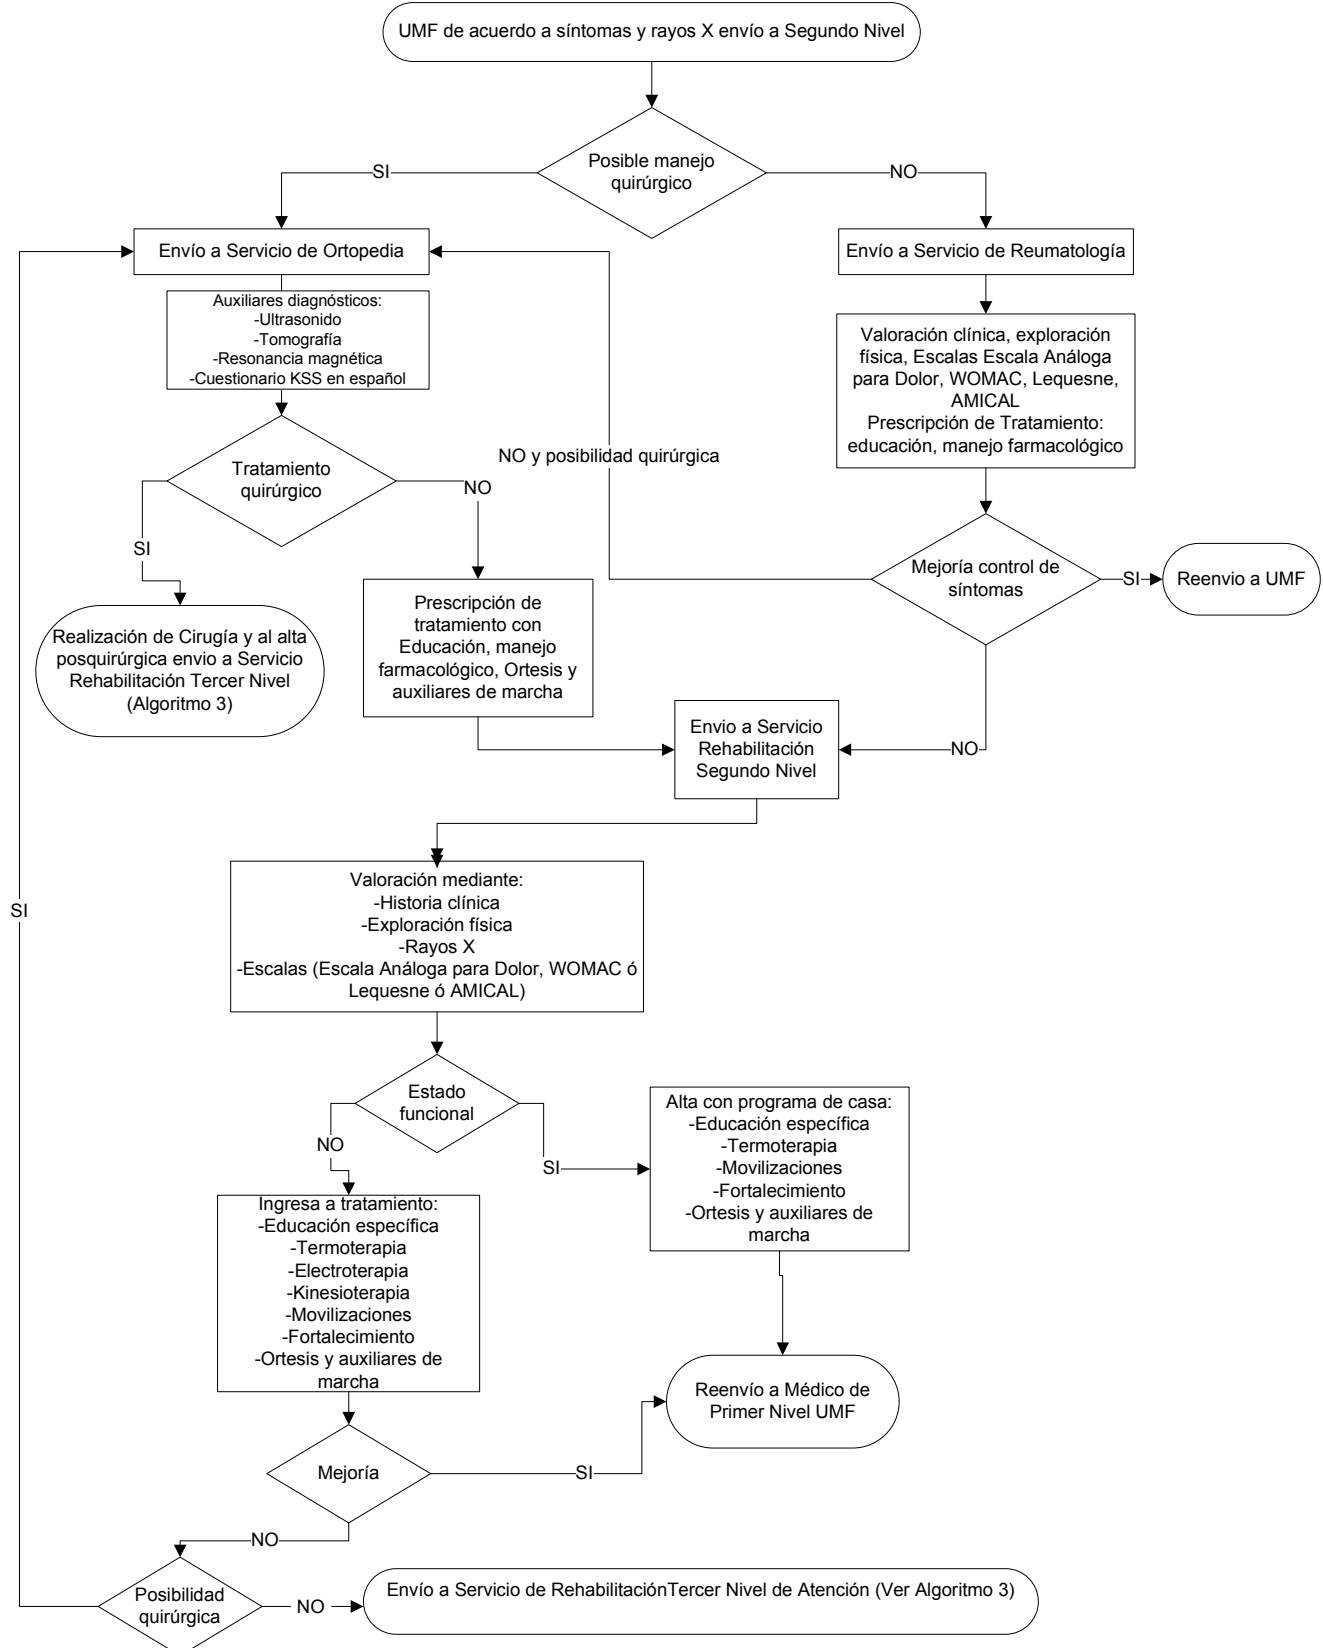 UMF de acuerdo a síntomas y rayos X envío a Segundo Nivel
Posible manejo
quirúrgico
SI
NO
Envío a Servicio de Ortopedia
Envío a Servicio de Reumatología
Auxiliares diagnósticos:
-Ultrasonido
-Tomografía
-Resonancia magnética
-Cuestionario KSS en español
Valoración clínica, exploración
física, Escalas Escala Análoga
para Dolor, WOMAC, Lequesne,
AMICAL
Prescripción de Tratamiento:
educación, manejo farmacológico
Tratamiento
quirúrgico
NO y posibilidad quirúrgica
NO
SI
Mejoría control de
síntomas
SI
Reenvio a UMF
Realización de Cirugía y al alta
posquirúrgica envio a Servicio
Rehabilitación Tercer Nivel
(Algoritmo 3)
Prescripción de
tratamiento con
Educación, manejo
farmacológico, Ortesis y
auxiliares de marcha
Envio a Servicio
Rehabilitación
Segundo Nivel
NO
Valoración mediante:
-Historia clínica
-Exploración física
-Rayos X
-Escalas (Escala Análoga para Dolor, WOMAC ó
Lequesne ó AMICAL)
SI
Estado
funcional
NO
SI
Alta con programa de casa:
-Educación específica
-Termoterapia
-Movilizaciones
-Fortalecimiento
-Ortesis y auxiliares de
marcha
Ingresa a tratamiento:
-Educación específica
-Termoterapia
-Electroterapia
-Kinesioterapia
-Movilizaciones
-Fortalecimiento
-Ortesis y auxiliares de
marcha
Reenvío a Médico de
Primer Nivel UMF
Mejoría
SI
NO
Posibilidad
quirúrgica
NO
Envío a Servicio de RehabilitaciónTercer Nivel de Atención (Ver Algoritmo 3)